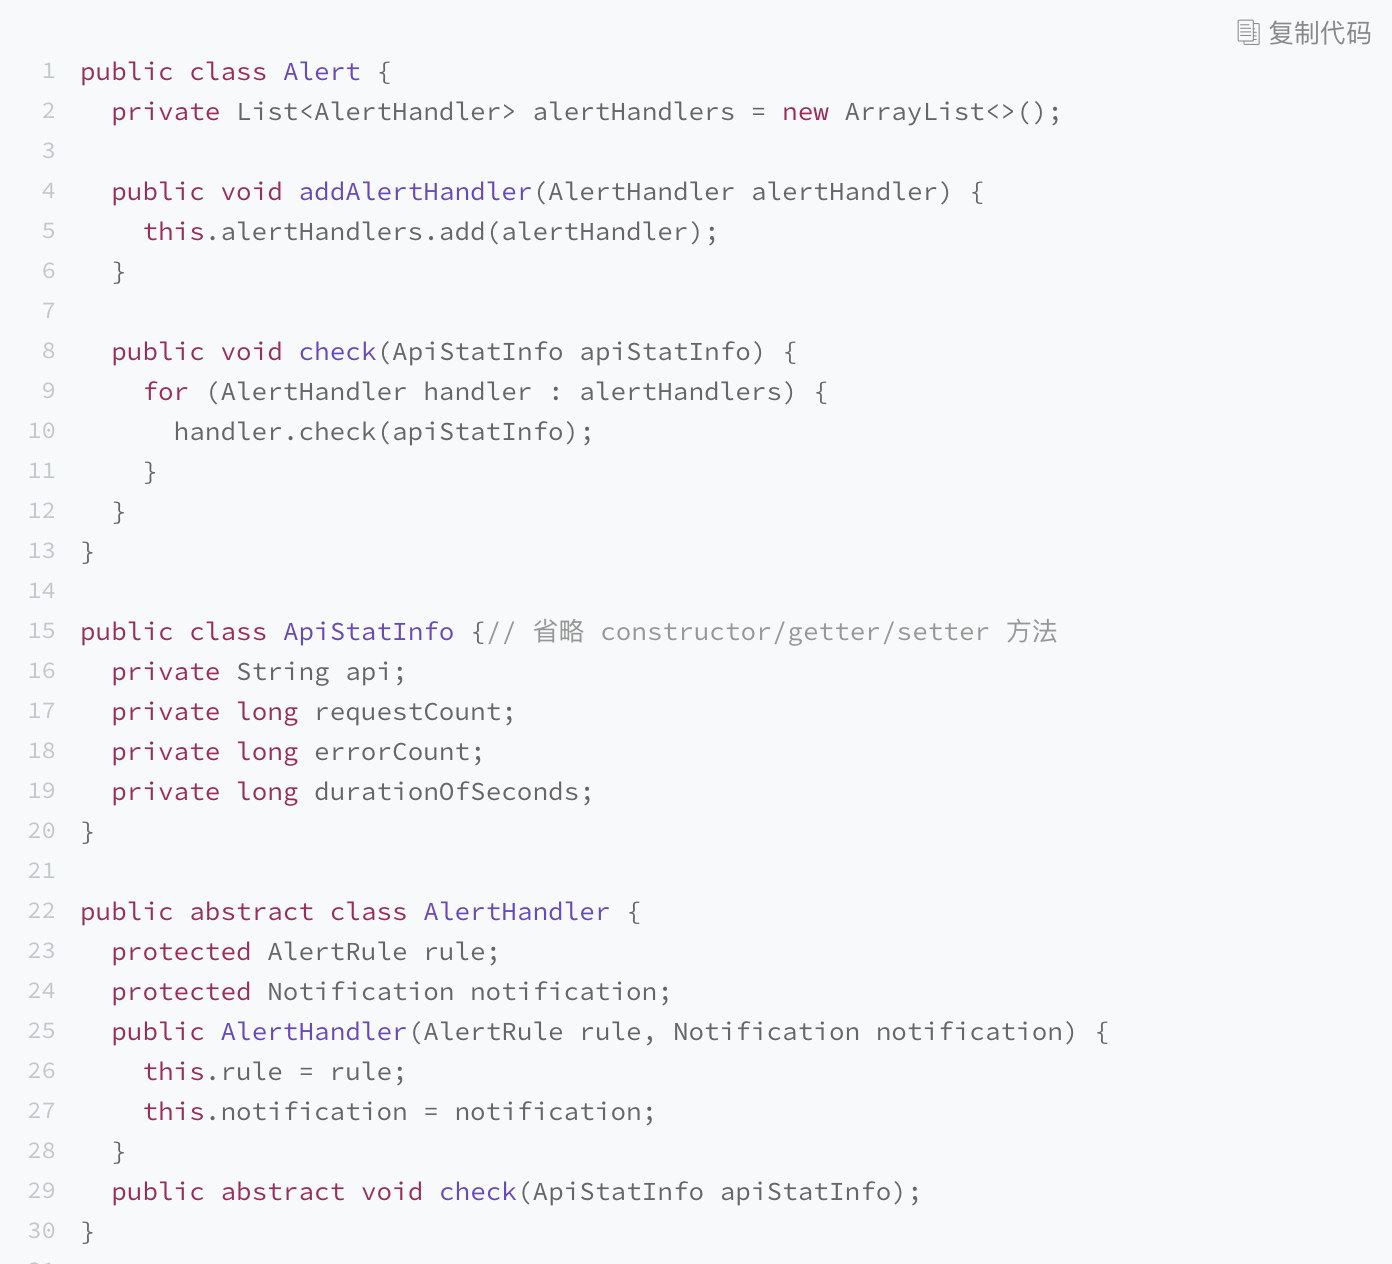 复制代码
1 public class Alert {
2   private List<AlertHandler> alertHandlers = new ArrayList<>();
3
4   public void addAlertHandler(AlertHandler alertHandler) {
5     this.alertHandlers.add(alertHandler);
6   }
7
8   public void check(ApiStatInfo apiStatInfo) {
9     for (AlertHandler handler : alertHandlers) {
10       handler.check(apiStatInfo);
11     }
12   }
13 }
14
15 public class ApiStatInfo {// 省略 constructor/getter/setter 方法
16   private String api;
17   private long requestCount;
18   private long errorCount;
19   private long durationOfSeconds;
20 }
21
22 public abstract class AlertHandler {
23   protected AlertRule rule;
24   protected Notification notification;
25   public AlertHandler(AlertRule rule, Notification notification) {
26     this.rule = rule;
27     this.notification = notification;
28   }
29   public abstract void check(ApiStatInfo apiStatInfo);
30 }